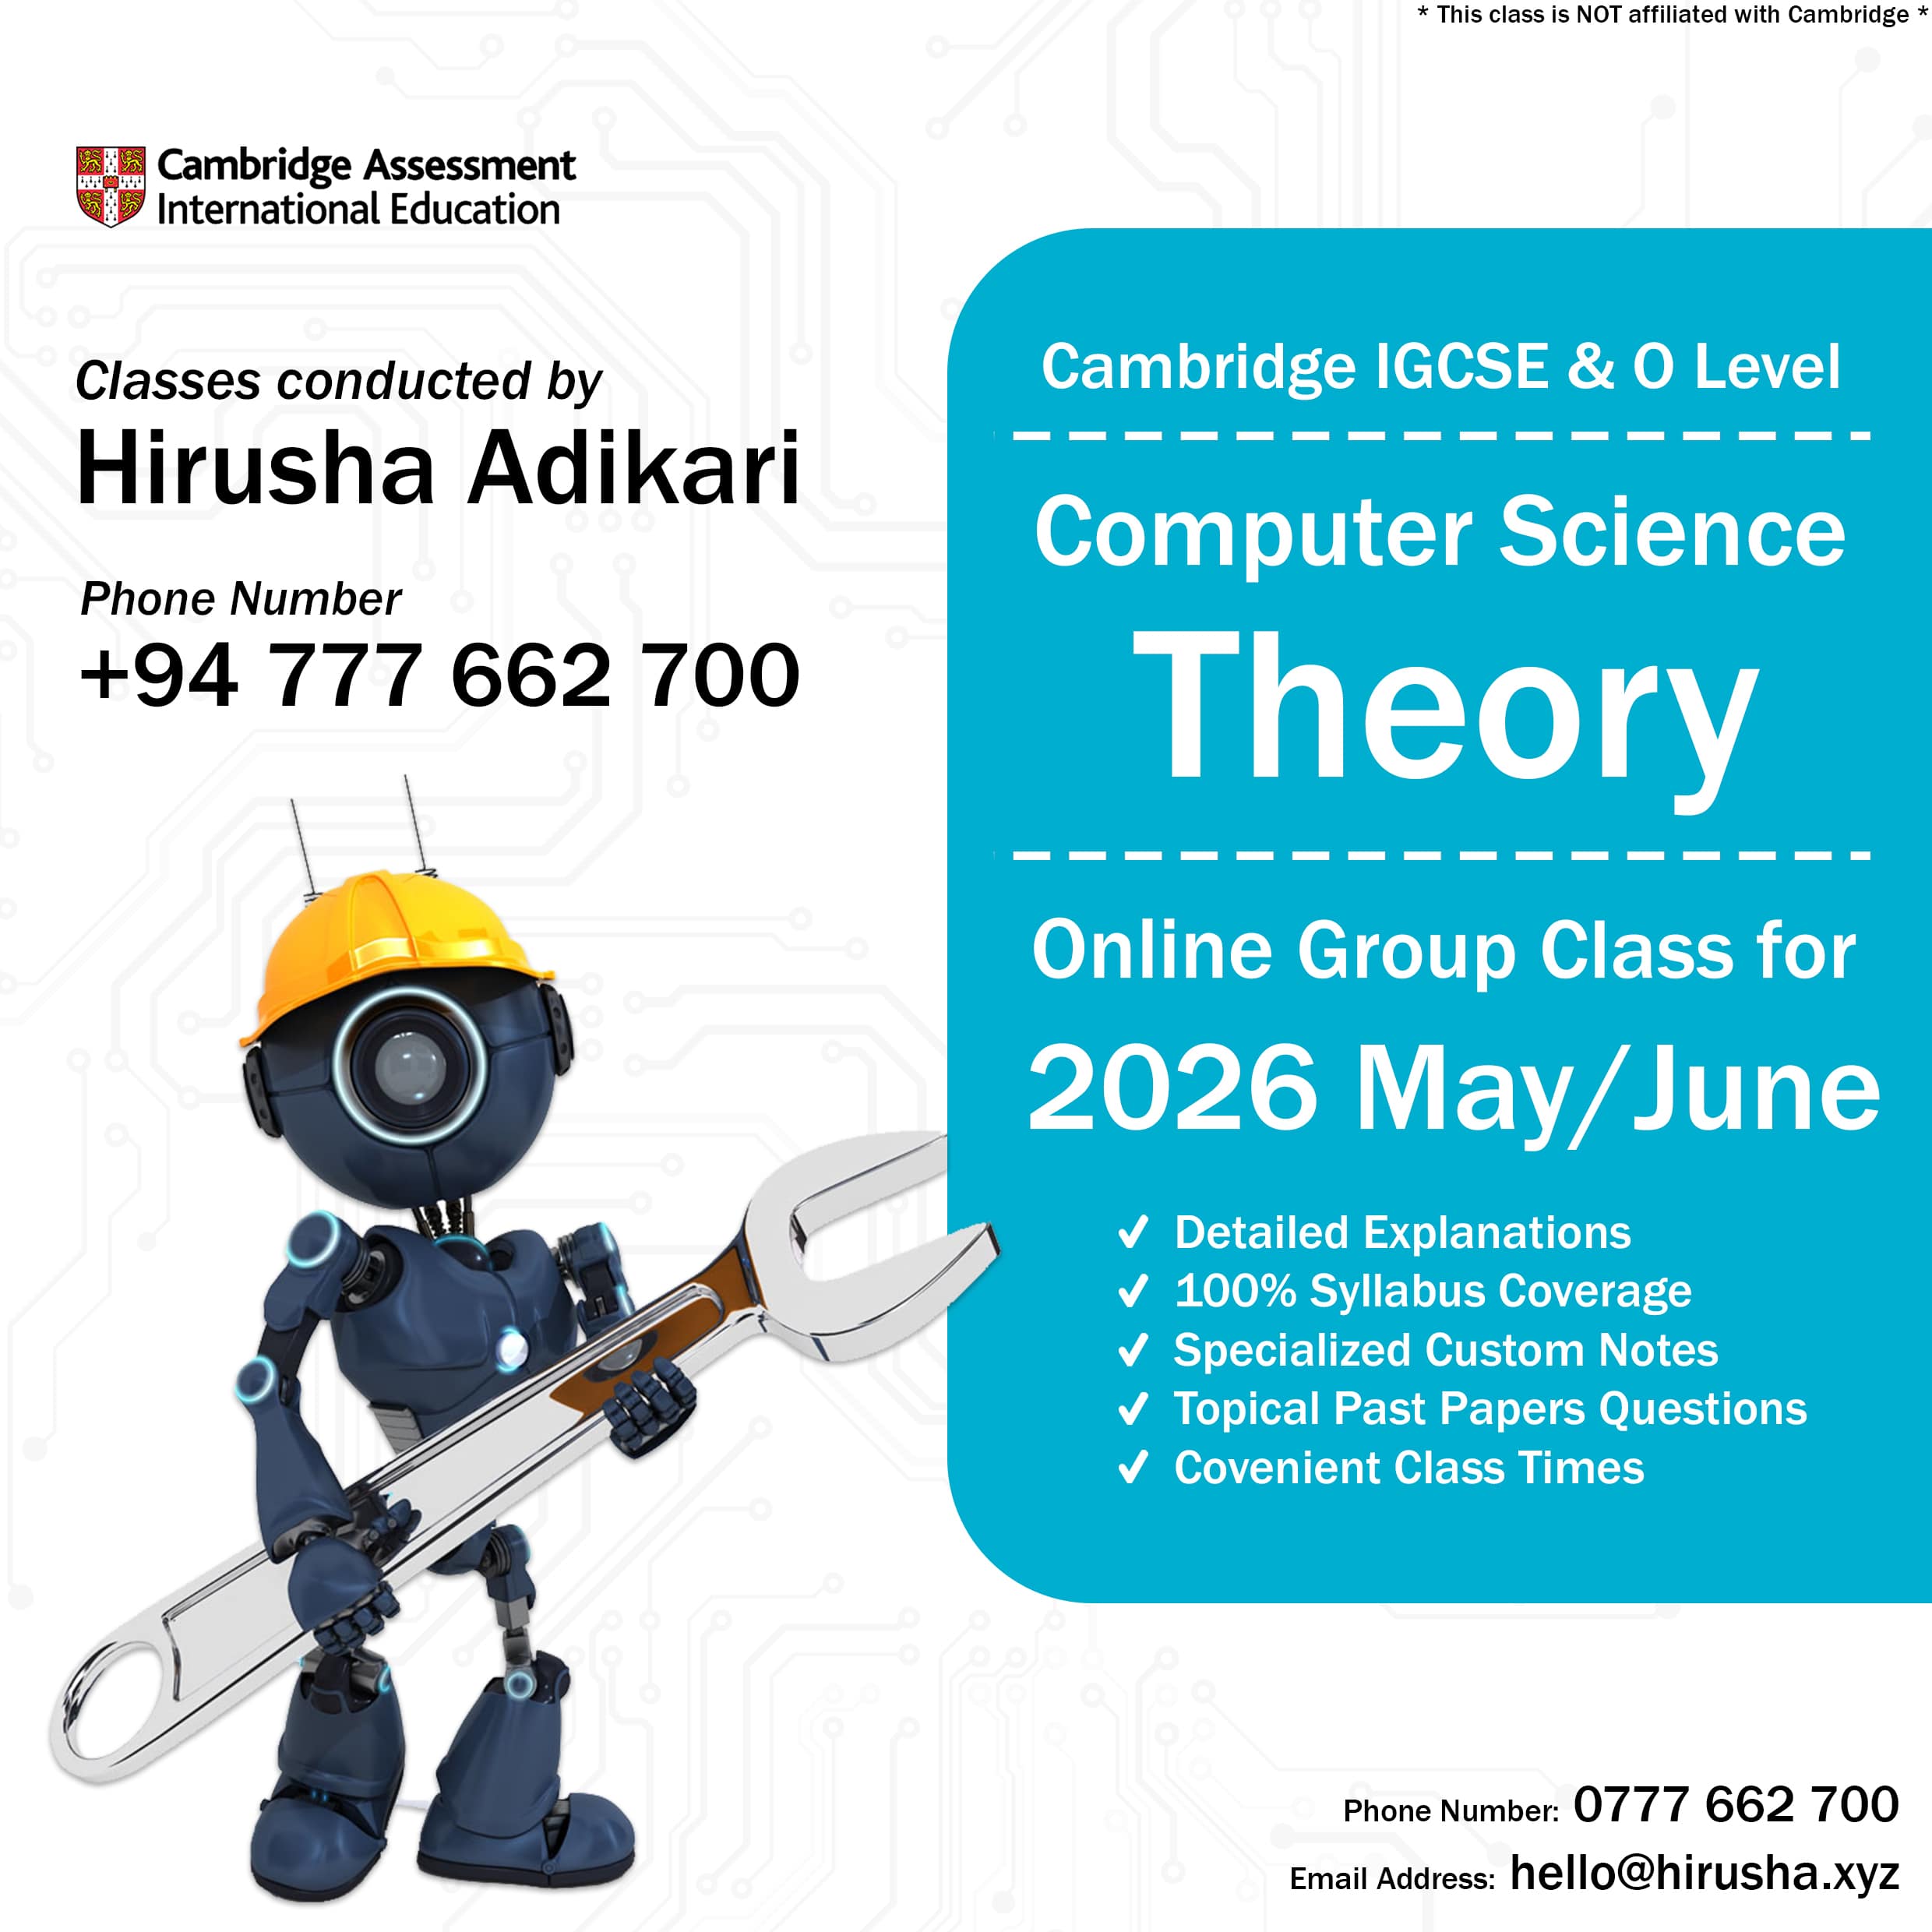 * This class is NOT affiliated with Cambridge *
Cambridge Assessment
International Education
Classes conducted by
Hirusha Adikari
Phone Number
+94 777 662 700
Cambridge IGCSE & O Level
Computer Science
Theory
Online Group Class for
2026 May/June
✓ Detailed Explanations
✓ 100% Syllabus Coverage
✓ Specialized Custom Notes
✓ Topical Past Papers Questions
✓ Covenient Class Times
Phone Number: 0777 662 700
Email Address: hello@hirusha.xyz